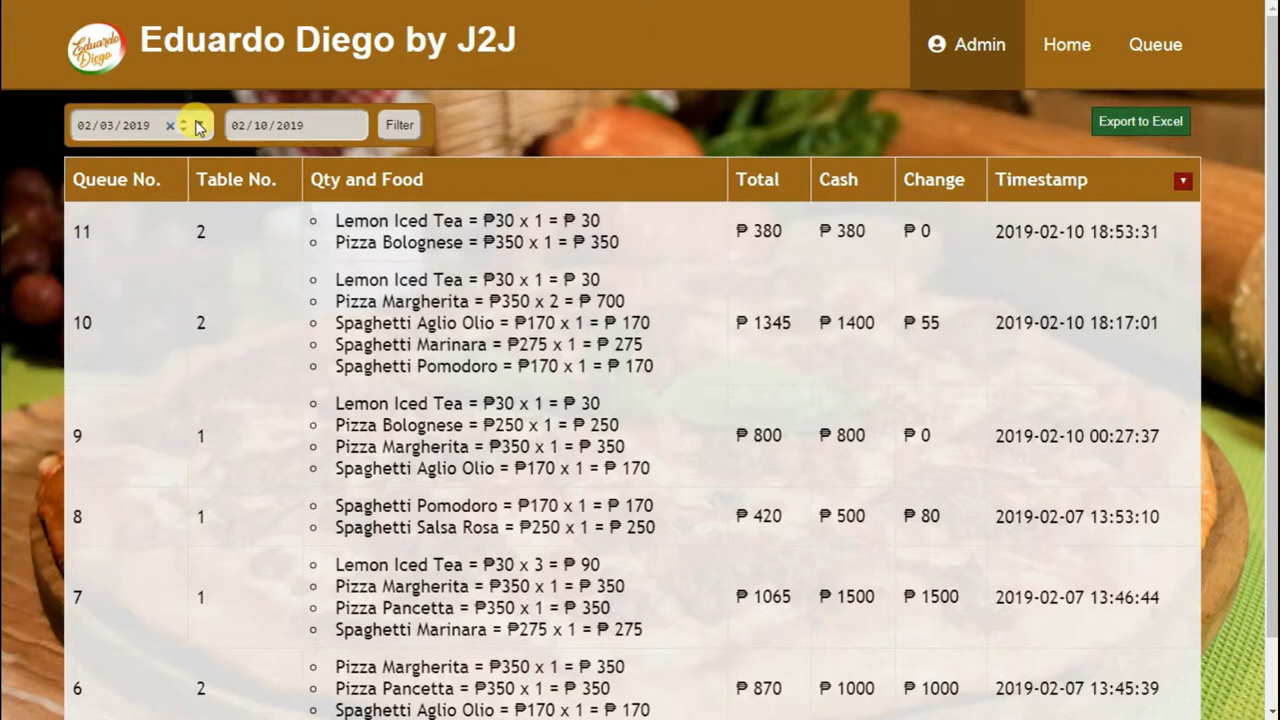 Eduardo Diego
Eduardo Diego by J2J
Admin
Home
Queue
02/03/2019
02/10/2019
Filter
Export to Excel
Queue No. Table No. Qty and Food Total Cash Change Timestamp
11 2 ₱ 380 ₱ 380 ₱ 0 2019-02-10 18:53:31
Lemon Iced Tea = ₱30 x 1 = ₱ 30
Pizza Bolognese = ₱350 x 1 = ₱ 350
10 2 ₱ 1345 ₱ 1400 ₱ 55 2019-02-10 18:17:01
Lemon Iced Tea = ₱30 x 1 = ₱ 30
Pizza Margherita = ₱350 x 2 = ₱ 700
Spaghetti Aglio Olio = ₱170 x 1 = ₱ 170
Spaghetti Marinara = ₱275 x 1 = ₱ 275
Spaghetti Pomodoro = ₱170 x 1 = ₱ 170
9 1 ₱ 800 ₱ 800 ₱ 0 2019-02-10 00:27:37
Lemon Iced Tea = ₱30 x 1 = ₱ 30
Pizza Bolognese = ₱250 x 1 = ₱ 250
Pizza Margherita = ₱350 x 1 = ₱ 350
Spaghetti Aglio Olio = ₱170 x 1 = ₱ 170
8 1 ₱ 420 ₱ 500 ₱ 80 2019-02-07 13:53:10
Spaghetti Pomodoro = ₱170 x 1 = ₱ 170
Spaghetti Salsa Rosa = ₱250 x 1 = ₱ 250
7 1 ₱ 1065 ₱ 1500 ₱ 1500 2019-02-07 13:46:44
Lemon Iced Tea = ₱30 x 3 = ₱ 90
Pizza Margherita = ₱350 x 1 = ₱ 350
Pizza Pancetta = ₱350 x 1 = ₱ 350
Spaghetti Marinara = ₱275 x 1 = ₱ 275
6 2 ₱ 870 ₱ 1000 ₱ 1000 2019-02-07 13:45:39
Pizza Margherita = ₱350 x 1 = ₱ 350
Pizza Pancetta = ₱350 x 1 = ₱ 350
Spaghetti Aglio Olio = ₱170 x 1 = ₱ 170